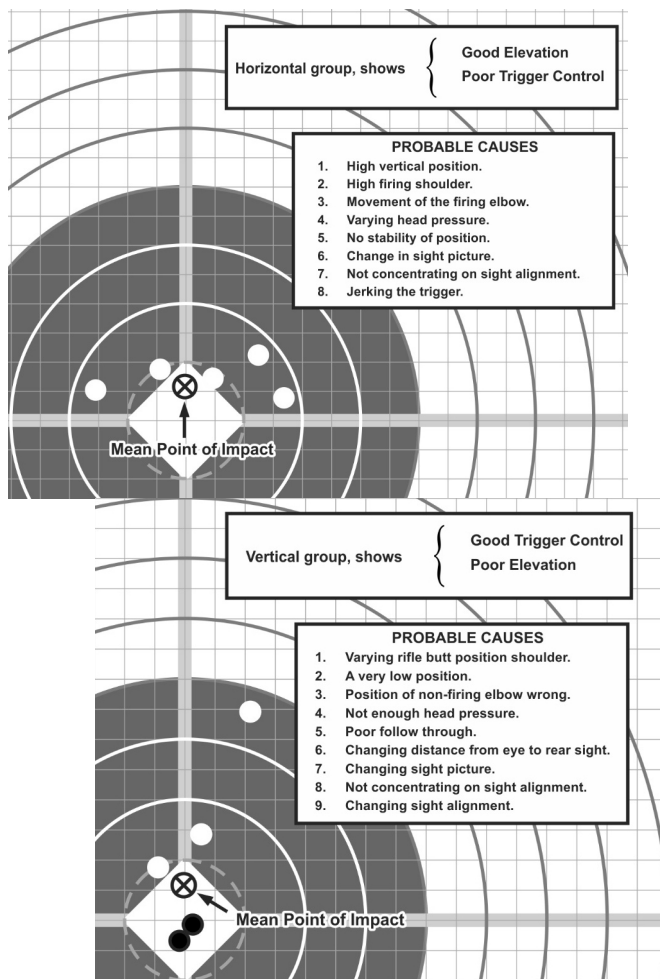 Horizontal group, shows { Good Elevation
Poor Trigger Control
PROBABLE CAUSES
1. High vertical position.
2. High firing shoulder.
3. Movement of the firing elbow.
4. Varying head pressure.
5. No stability of position.
6. Change in sight picture.
7. Not concentrating on sight alignment.
8. Jerking the trigger.
Mean Point of Impact
Vertical group, shows { Good Trigger Control
Poor Elevation
PROBABLE CAUSES
1. Varying rifle butt position shoulder.
2. A very low position.
3. Position of non-firing elbow wrong.
4. Not enough head pressure.
5. Poor follow through.
6. Changing distance from eye to rear sight.
7. Changing sight picture.
8. Not concentrating on sight alignment.
9. Changing sight alignment.
Mean Point of Impact